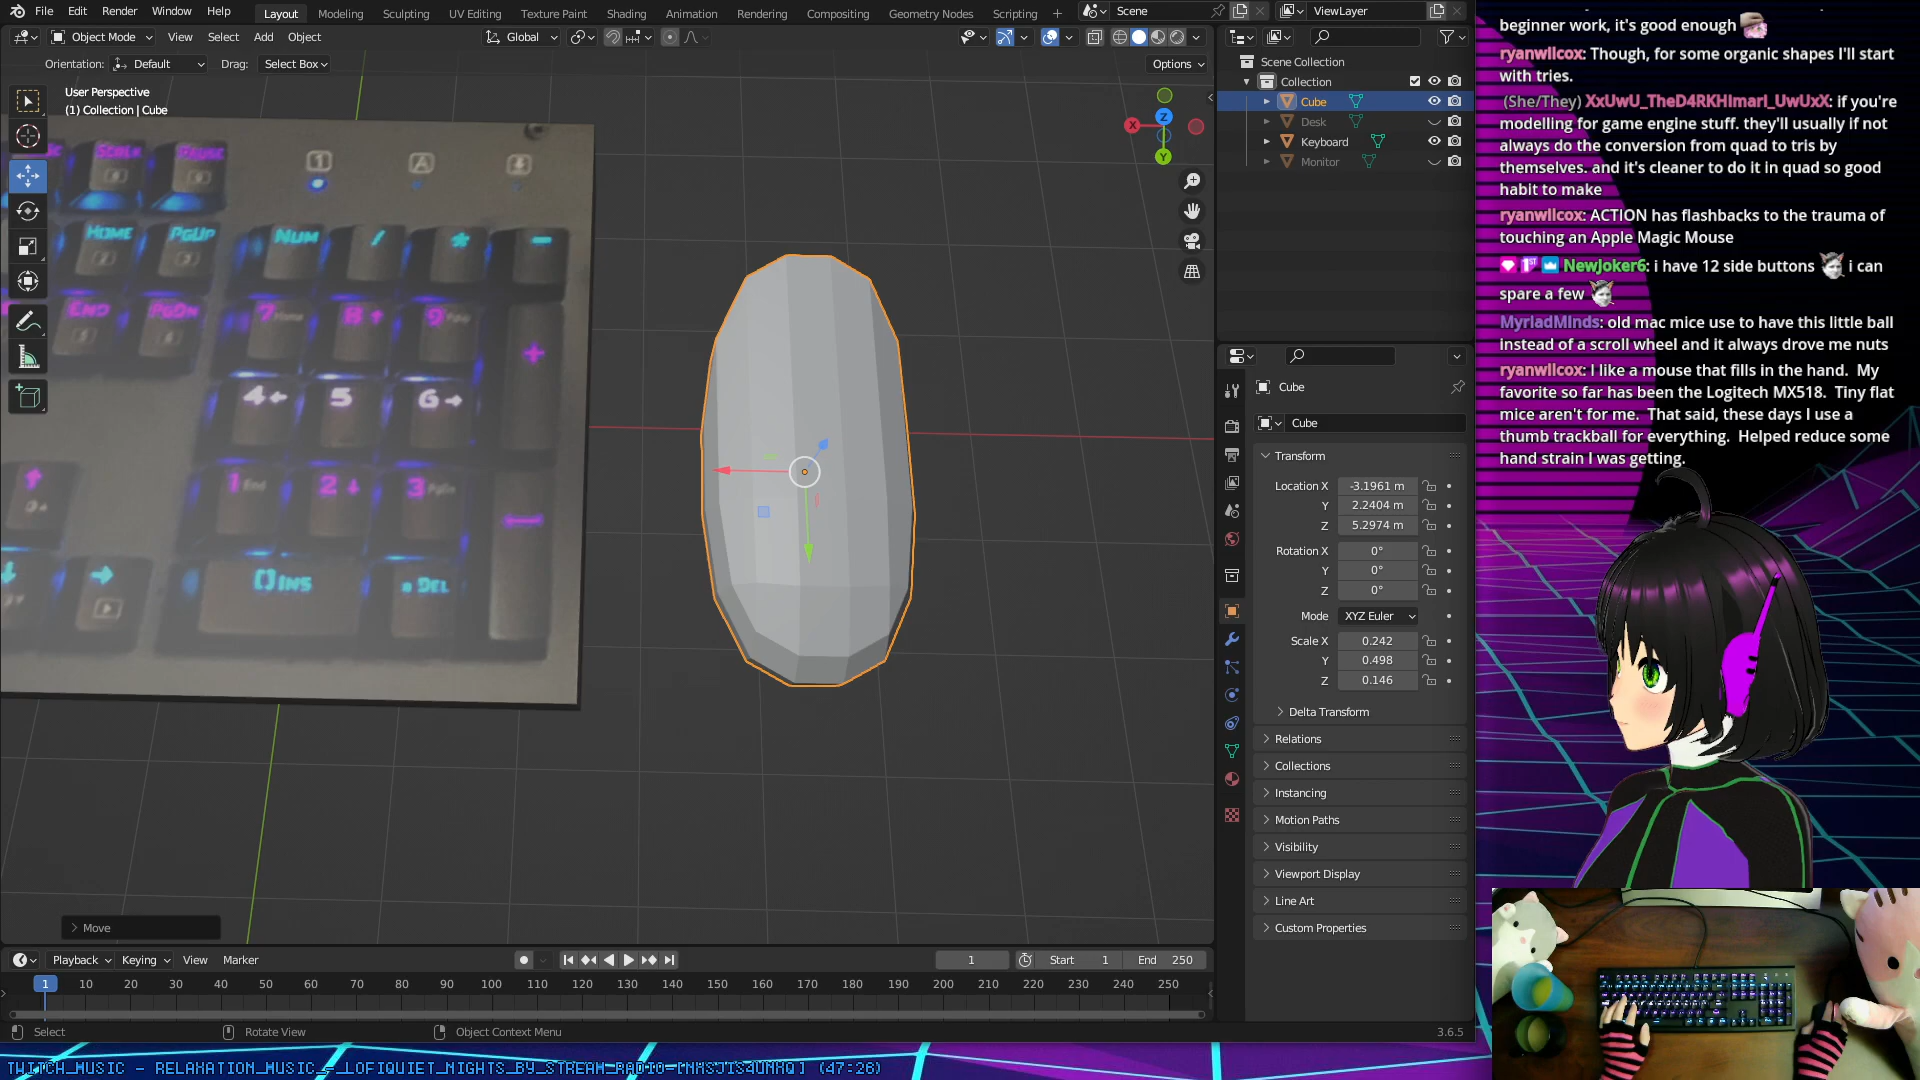 File Edit Render Window Help Layout Modeling Sculpting UV Editing Texture Paint Shading Animation Rendering Compositing Geometry Nodes Scripting + Scene ViewLayer
Object Mode View Select Add Object Global
Orientation: Default Drag: Select Box Options
User Perspective
(1) Collection | Cube
X Z Y
Scene Collection
Collection
Cube
Desk
Keyboard
Monitor
Cube
Cube
Transform
Location X -3.1961 m
Y 2.2404 m
Z 5.2974 m
Rotation X 0°
Y 0°
Z 0°
Mode XYZ Euler
Scale X 0.242
Y 0.498
Z 0.146
Delta Transform
Relations
Collections
Instancing
Motion Paths
Visibility
Viewport Display
Line Art
Custom Properties
PAUSE 1 A
HOME PGUP NUM / * -
END PGDN 7 Home 8 9 +
4 5 6
1 End 2 3 PgDn
INS DEL
Move
Playback Keying View Marker 1 Start 1 End 250
1 10 20 30 40 50 60 70 80 90 100 110 120 130 140 150 160 170 180 190 200 210 220 230 240 250
Select Rotate View Object Context Menu 3.6.5
beginner work, it's good enough
ryanwilcox: Though, for some organic shapes I'll start
with tries.
(She/They) XxUwU_TheD4RKHImari_UwUxX: if you're
modelling for game engine stuff. they'll usually if not
always do the conversion from quad to tris by
themselves. and it's cleaner to do it in quad so good
habit to make
ryanwilcox: ACTION has flashbacks to the trauma of
touching an Apple Magic Mouse
1st NewJoker6: i have 12 side buttons i can
spare a few
MyriadMinds: old mac mice use to have this little ball
instead of a scroll wheel and it always drove me nuts
ryanwilcox: I like a mouse that fills in the hand. My
favorite so far has been the Logitech MX518. Tiny flat
mice aren't for me. That said, these days I use a
thumb trackball for everything. Helped reduce some
hand strain I was getting.